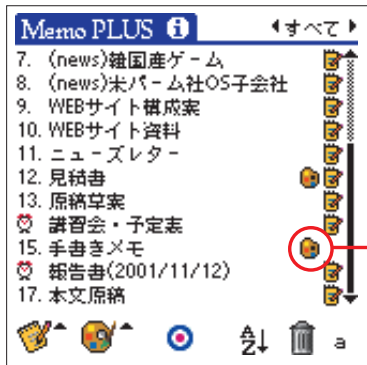 Memo PLUS i すべて
7. (news)韓国産ゲーム
8. (news)米パーム社OS子会社
9. WEBサイト構成案
10. WEBサイト資料
11. ニューズレター
12. 見積書
13. 原稿草案
講習会・予定表
15. 手書きメモ
報告書(2001/11/12)
17. 本文原稿
A Z a